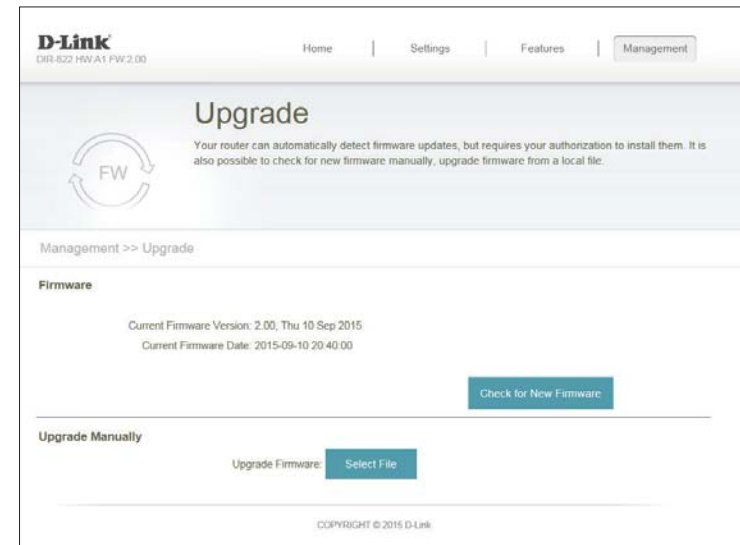 D-Link
DIR-822 HW:A1 FW:2.00
Home | Settings | Features | Management
Upgrade
Your router can automatically detect firmware updates, but requires your authorization to install them. It is
also possible to check for new firmware manually, upgrade firmware from a local file.
FW
Management >> Upgrade
Firmware
Current Firmware Version: 2.00, Thu 10 Sep 2015
Current Firmware Date: 2015-09-10 20:40:00
Check for New Firmware
Upgrade Manually
Upgrade Firmware: Select File
COPYRIGHT © 2015 D-Link